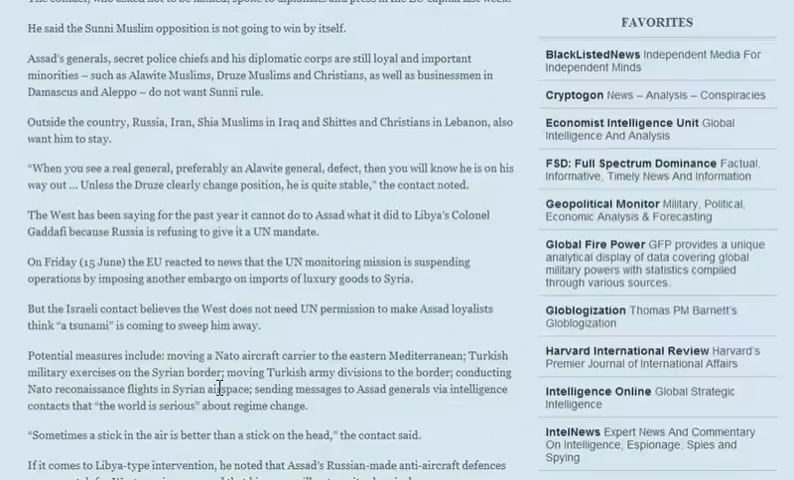 He said the Sunni Muslim opposition is not going to win by itself.
Assad's generals, secret police chiefs and his diplomatic corps are still loyal and important
minorities – such as Alawite Muslims, Druze Muslims and Christians, as well as businessmen in
Damascus and Aleppo – do not want Sunni rule.
Outside the country, Russia, Iran, Shia Muslims in Iraq and Shittes and Christians in Lebanon, also
want him to stay.
“When you see a real general, preferably an Alawite general, defect, then you will know he is on his
way out ... Unless the Druze clearly change position, he is quite stable,” the contact noted.
The West has been saying for the past year it cannot do to Assad what it did to Libya's Colonel
Gaddafi because Russia is refusing to give it a UN mandate.
On Friday (15 June) the EU reacted to news that the UN monitoring mission is suspending
operations by imposing another embargo on imports of luxury goods to Syria.
But the Israeli contact believes the West does not need UN permission to make Assad loyalists
think “a tsunami” is coming to sweep him away.
Potential measures include: moving a Nato aircraft carrier to the eastern Mediterranean; Turkish
military exercises on the Syrian border; moving Turkish army divisions to the border; conducting
Nato reconaissance flights in Syrian airspace; sending messages to Assad generals via intelligence
contacts that “the world is serious” about regime change.
“Sometimes a stick in the air is better than a stick on the head,” the contact said.
If it comes to Libya-type intervention, he noted that Assad's Russian-made anti-aircraft defences
FAVORITES
BlackListedNews Independent Media For
Independent Minds
Cryptogon News – Analysis – Conspiracies
Economist Intelligence Unit Global
Intelligence And Analysis
FSD: Full Spectrum Dominance Factual,
Informative, Timely News And Information
Geopolitical Monitor Military, Political,
Economic Analysis & Forecasting
Global Fire Power GFP provides a unique
analytical display of data covering global
military powers with statistics compiled
through various sources.
Globlogization Thomas PM Barnett's
Globlogization
Harvard International Review Harvard's
Premier Journal of International Affairs
Intelligence Online Global Strategic
Intelligence
IntelNews Expert News And Commentary
On Intelligence, Espionage, Spies and
Spying